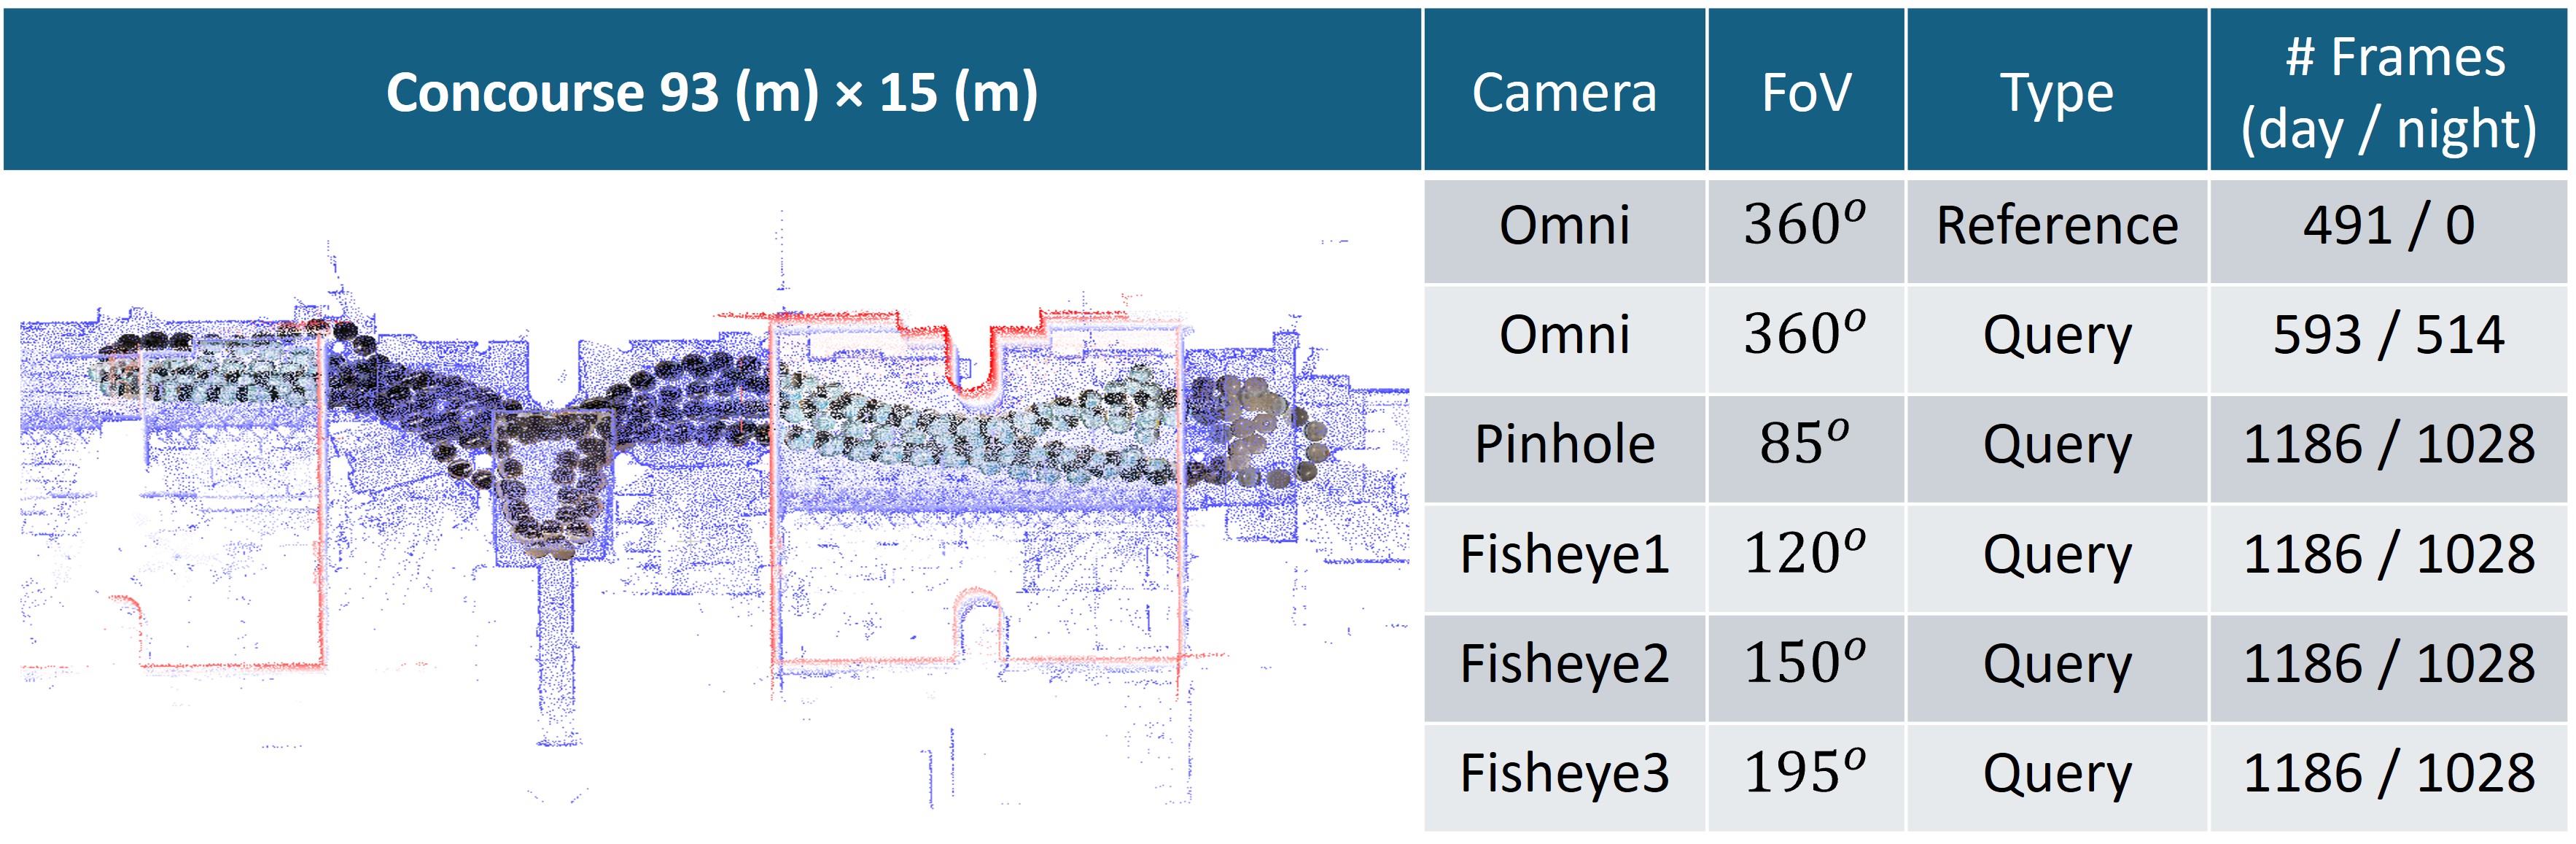 Concourse 93 (m) × 15 (m)
Camera FoV Type # Frames (day / night)
Omni 360° Reference 491 / 0
Omni 360° Query 593 / 514
Pinhole 85° Query 1186 / 1028
Fisheye1 120° Query 1186 / 1028
Fisheye2 150° Query 1186 / 1028
Fisheye3 195° Query 1186 / 1028